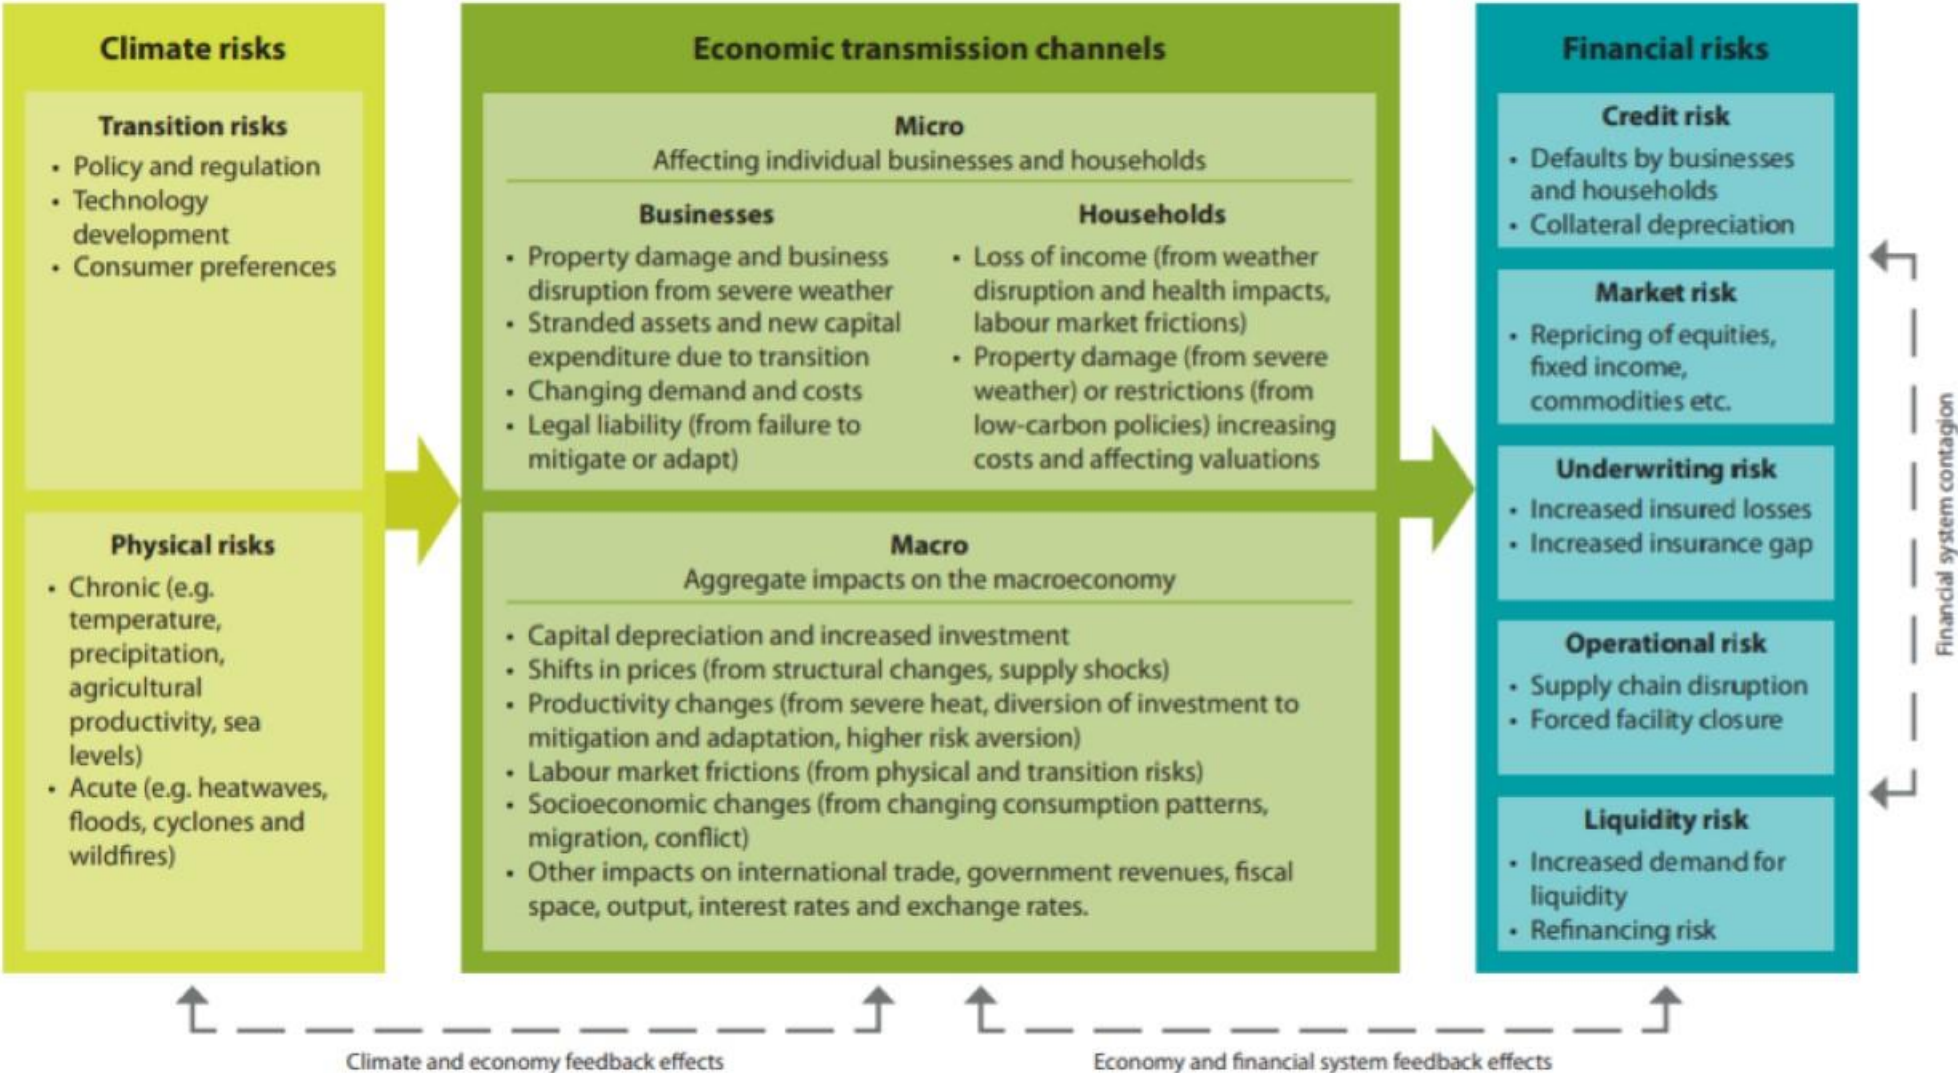 Climate risks
Transition risks
• Policy and regulation
• Technology
development
• Consumer preferences
Physical risks
• Chronic (e.g.
temperature,
precipitation,
agricultural
productivity, sea
levels)
• Acute (e.g. heatwaves,
floods, cyclones and
wildfires)
Economic transmission channels
Micro
Affecting individual businesses and households
Businesses
• Property damage and business
disruption from severe weather
• Stranded assets and new capital
expenditure due to transition
• Changing demand and costs
• Legal liability (from failure to
mitigate or adapt)
Households
• Loss of income (from weather
disruption and health impacts,
labour market frictions)
• Property damage (from severe
weather) or restrictions (from
low-carbon policies) increasing
costs and affecting valuations
Macro
Aggregate impacts on the macroeconomy
• Capital depreciation and increased investment
• Shifts in prices (from structural changes, supply shocks)
• Productivity changes (from severe heat, diversion of investment to
mitigation and adaptation, higher risk aversion)
• Labour market frictions (from physical and transition risks)
• Socioeconomic changes (from changing consumption patterns,
migration, conflict)
• Other impacts on international trade, government revenues, fiscal
space, output, interest rates and exchange rates.
Financial risks
Credit risk
• Defaults by businesses
and households
• Collateral depreciation
Market risk
• Repricing of equities,
fixed income,
commodities etc.
Underwriting risk
• Increased insured losses
• Increased insurance gap
Operational risk
• Supply chain disruption
• Forced facility closure
Liquidity risk
• Increased demand for
liquidity
• Refinancing risk
Financial system contagion
Climate and economy feedback effects
Economy and financial system feedback effects